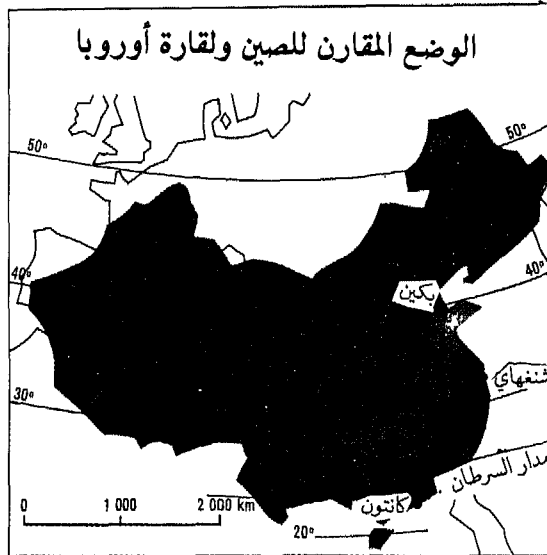 الوضع المقارن للصين ولقارة أوروبا
50°
50°
40°
بكين
40°
شنغهاي
30°
مدار السرطان
كانتون
0 1 000 2 000 km
20°